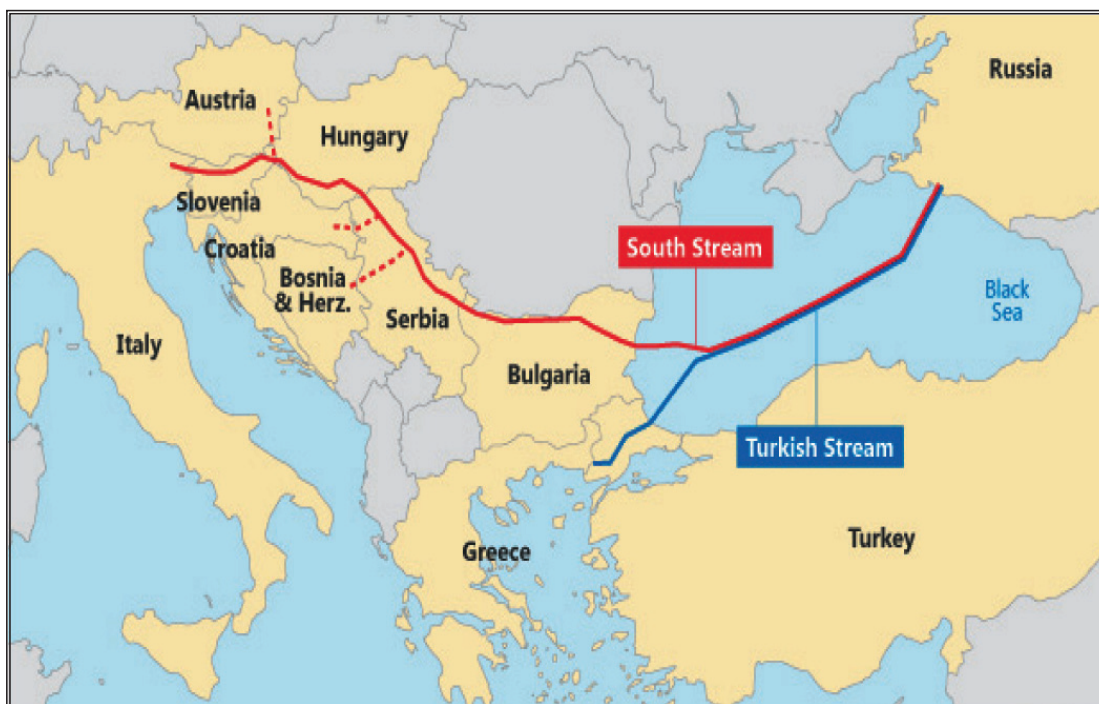 Russia
Austria
Hungary
Slovenia
South Stream
Croatia
Bosnia
& Herz.
Black
Sea
Serbia
Italy
Bulgaria
Turkish Stream
Turkey
Greece